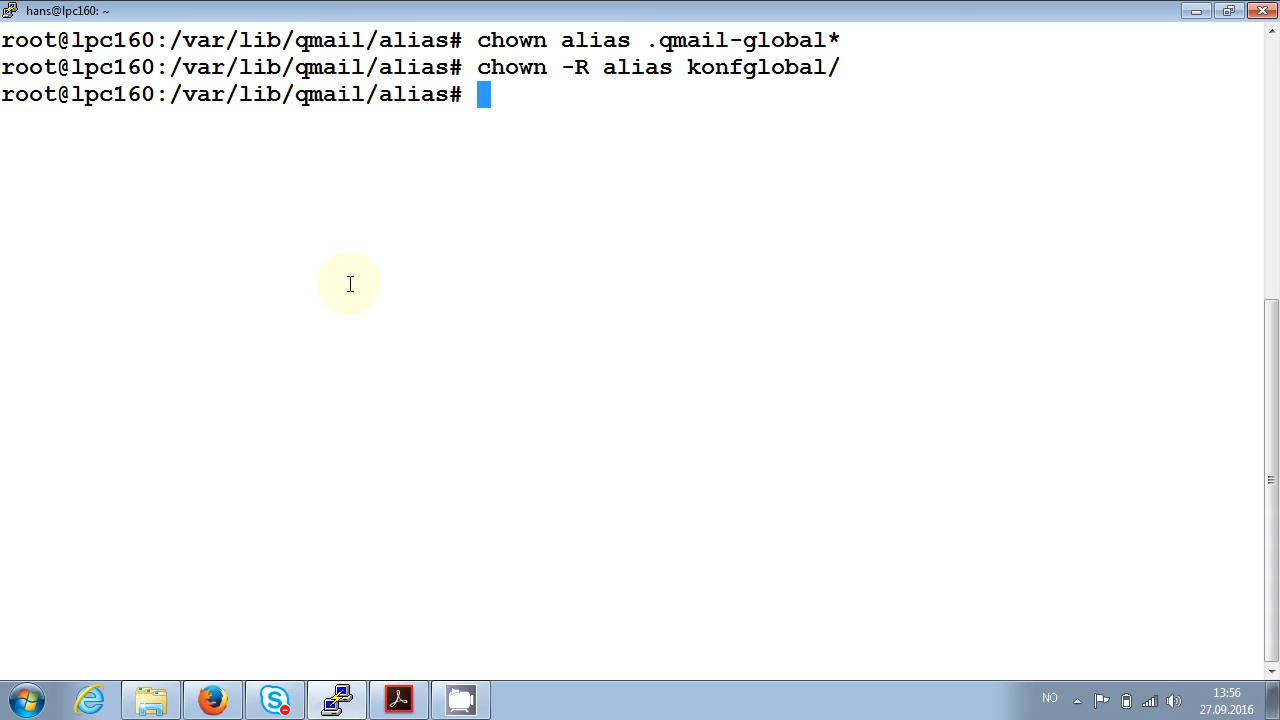 hans@lpc160: ~
root@lpc160:/var/lib/qmail/alias# chown alias .qmail-global*
root@lpc160:/var/lib/qmail/alias# chown -R alias konfglobal/
root@lpc160:/var/lib/qmail/alias#
NO
13:56
27.09.2016